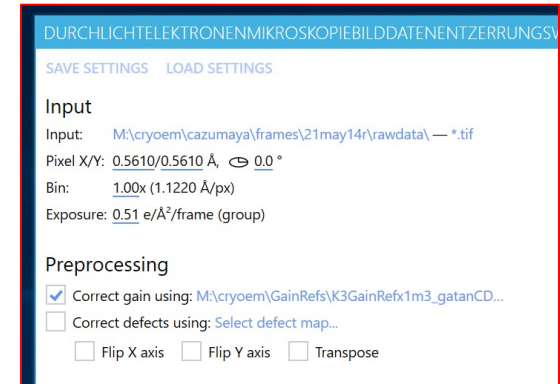 DURCHLICHTELEKTRONENMIKROSKOPIEBILDDATENENTZERRUNGSV
SAVE SETTINGS LOAD SETTINGS
Input
Input: M:\cryoem\cazumaya\frames\21may14r\rawdata\ — *.tif
Pixel X/Y: 0.5610/0.5610 Å, 0.0 °
Bin: 1.00x (1.1220 Å/px)
Exposure: 0.51 e/Å²/frame (group)
Preprocessing
Correct gain using: M:\cryoem\GainRefs\K3GainRefx1m3_gatanCD...
Correct defects using: Select defect map...
Flip X axis Flip Y axis Transpose